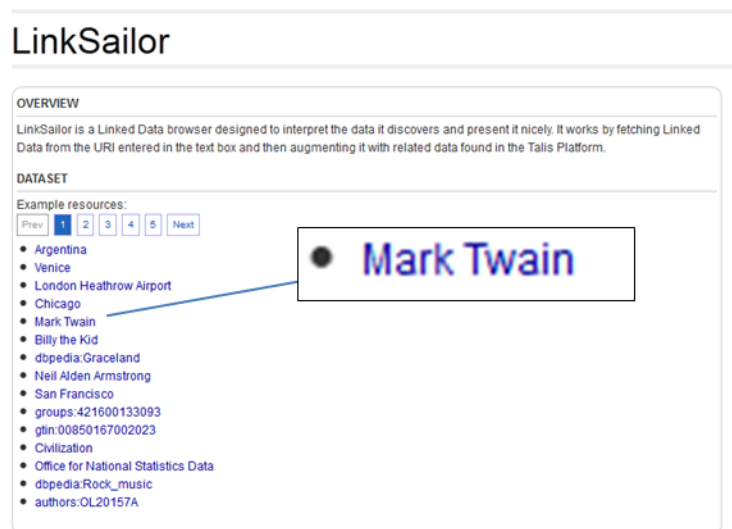 LinkSailor
OVERVIEW
LinkSailor is a Linked Data browser designed to interpret the data it discovers and present it nicely. It works by fetching Linked
Data from the URI entered in the text box and then augmenting it with related data found in the Talis Platform.
DATASET
Example resources:
Prev 1 2 3 4 5 Next
Argentina
Venice
London Heathrow Airport
Chicago
Mark Twain
Mark Twain
Billy the Kid
dbpedia:Graceland
Neil Alden Armstrong
San Francisco
groups:421600133093
gtin:00850167002023
Civilization
Office for National Statistics Data
dbpedia:Rock_music
authors:OL20157A